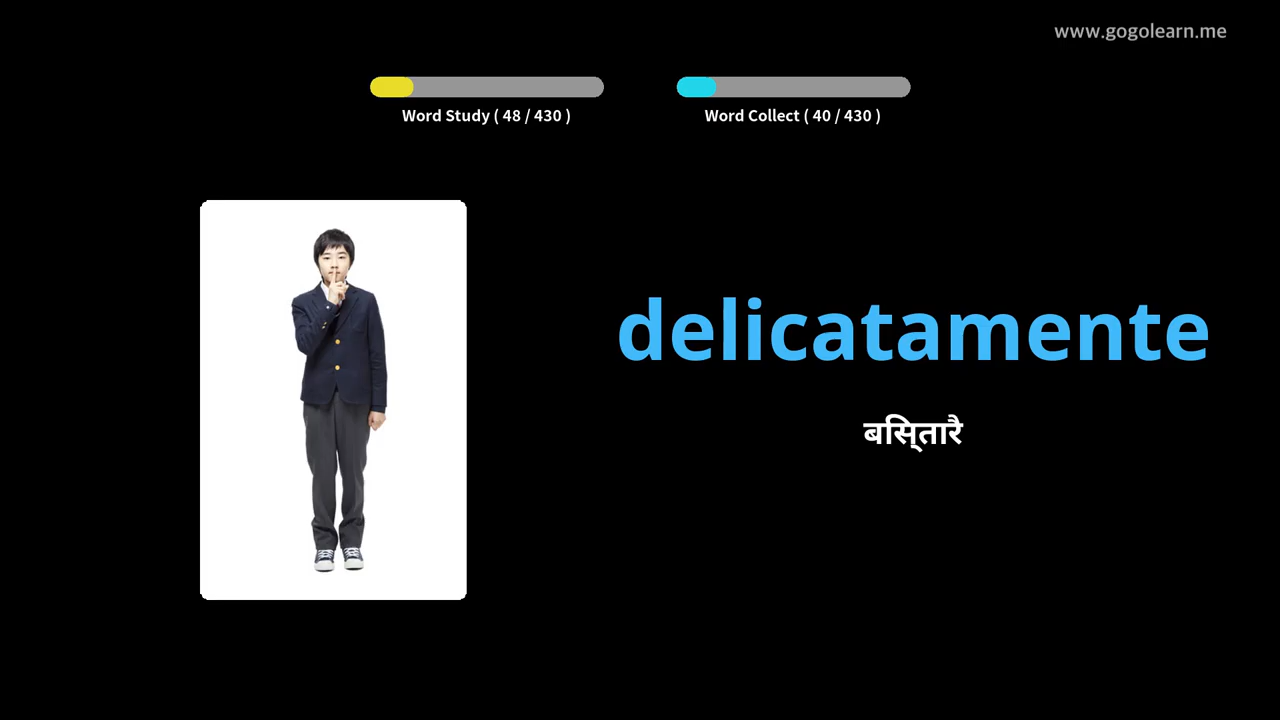 www.gogolearn.me
Word Study ( 48 / 430 )
Word Collect ( 40 / 430 )
delicatamente
बिस्तारै